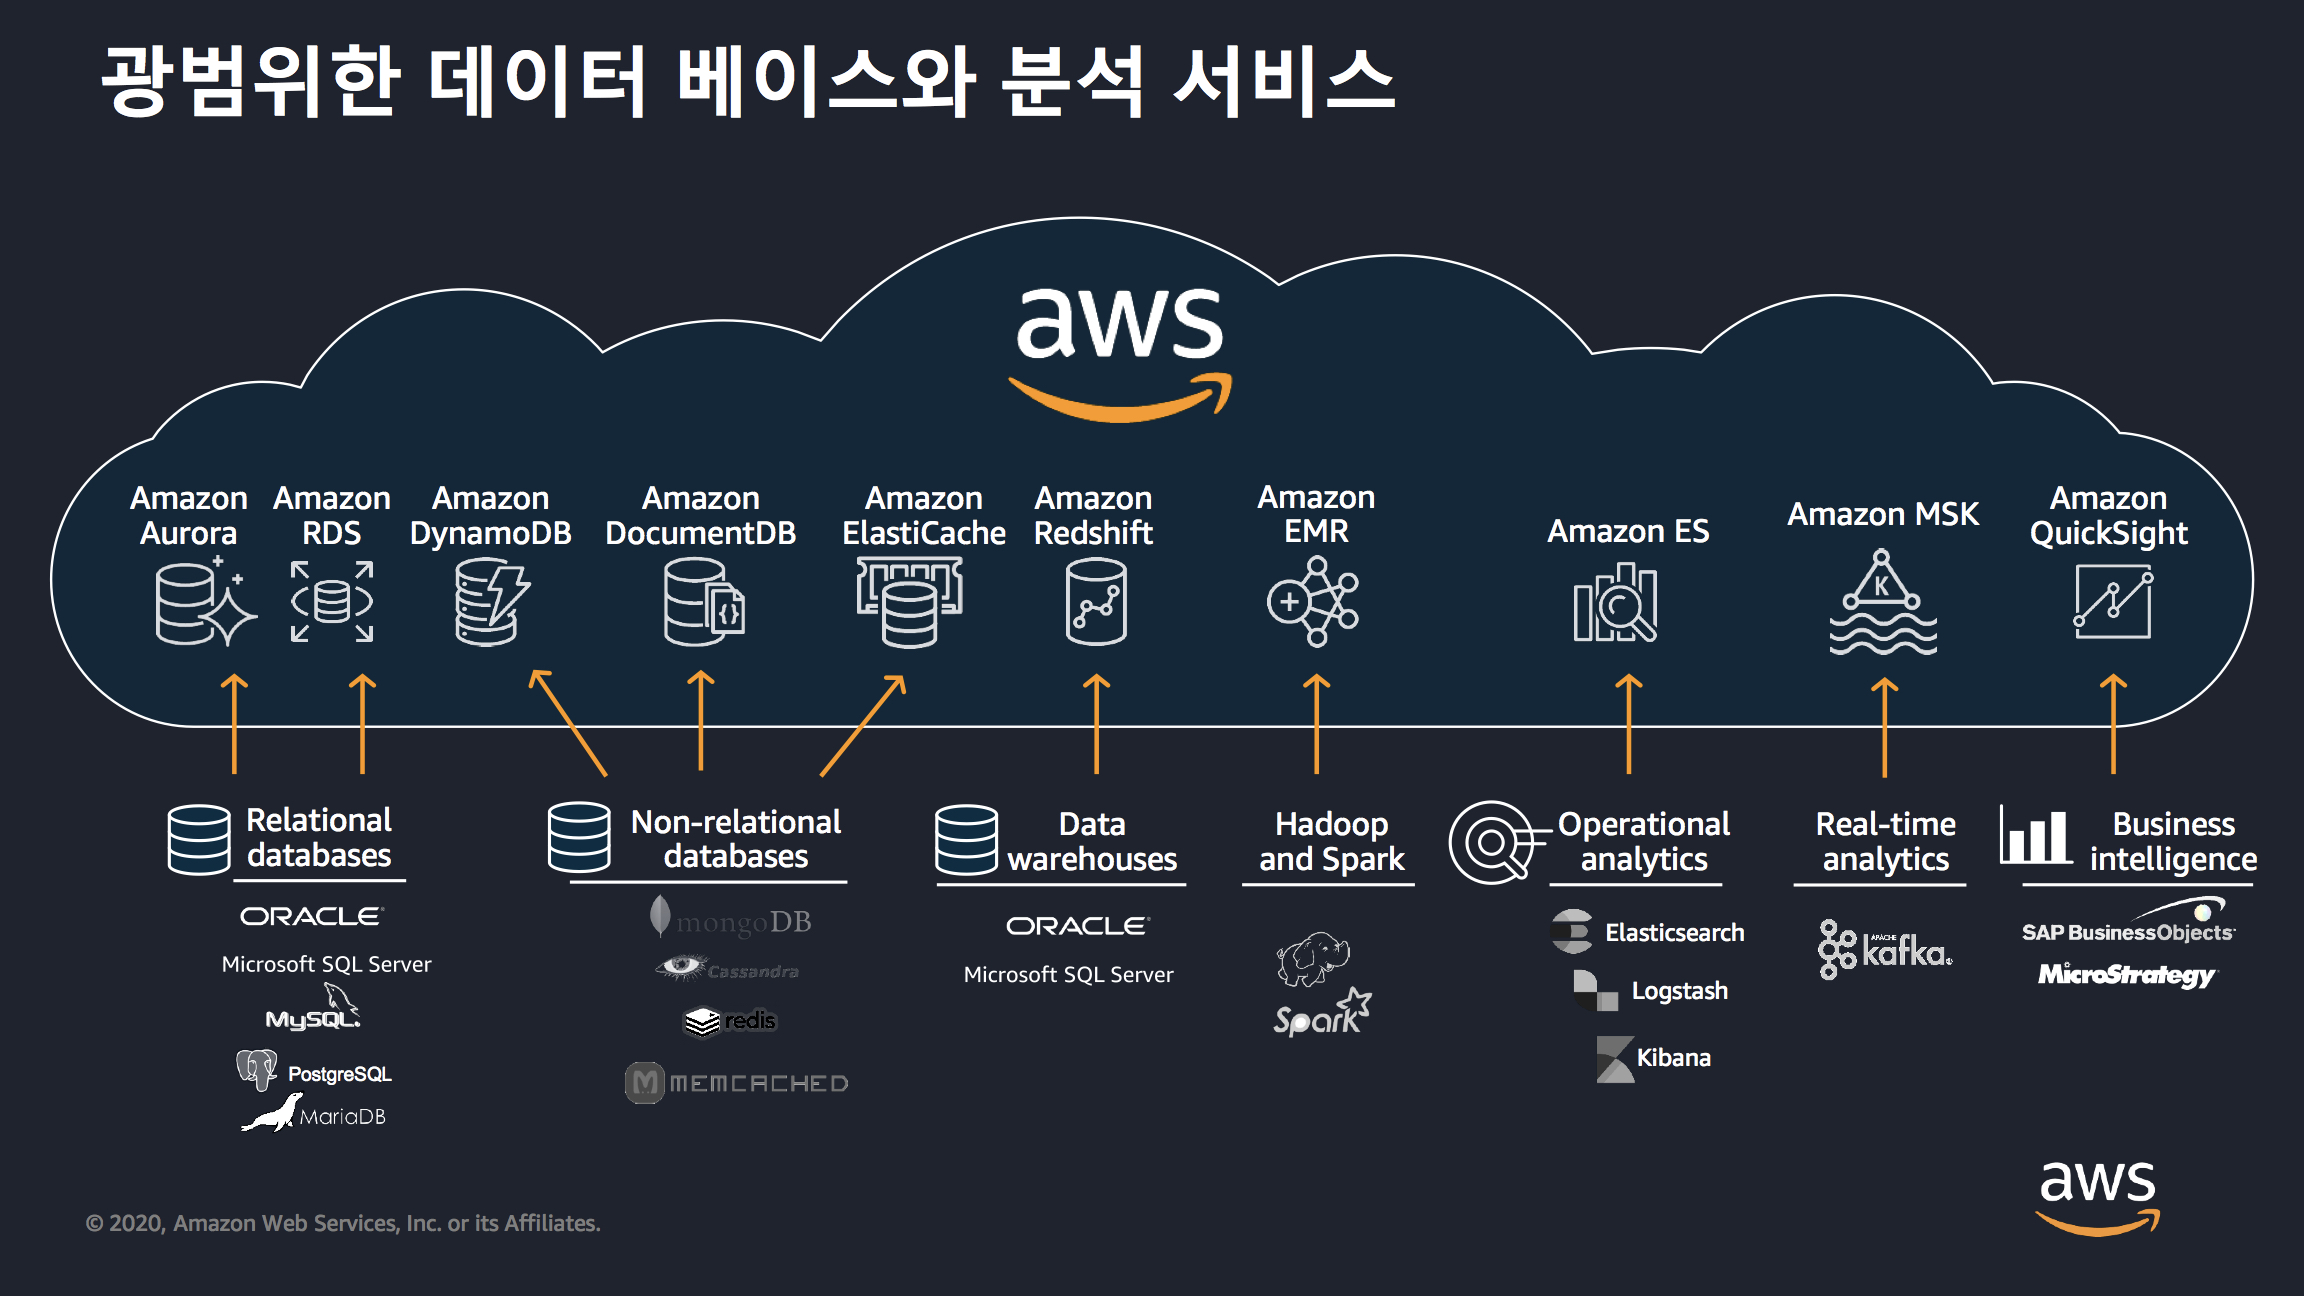 광범위한 데이터 베이스와 분석 서비스
aws
Amazon
Aurora
Amazon
RDS
Amazon
DynamoDB
Amazon
DocumentDB
Amazon
ElastiCache
Amazon
Redshift
Amazon
EMR
Amazon ES
Amazon MSK
K
Amazon
QuickSight
Relational
databases
ORACLE
Microsoft SQL Server
MySQL
PostgreSQL
MariaDB
Non-relational
databases
mongoDB
Cassandra
redis
MEMCACHED
Data
warehouses
ORACLE
Microsoft SQL Server
Hadoop
and Spark
Spark
Operational
analytics
Elasticsearch
Logstash
Kibana
Real-time
analytics
APACHE
kafka
Business
intelligence
SAP BusinessObjects
MicroStrategy
© 2020, Amazon Web Services, Inc. or its Affiliates.
aws